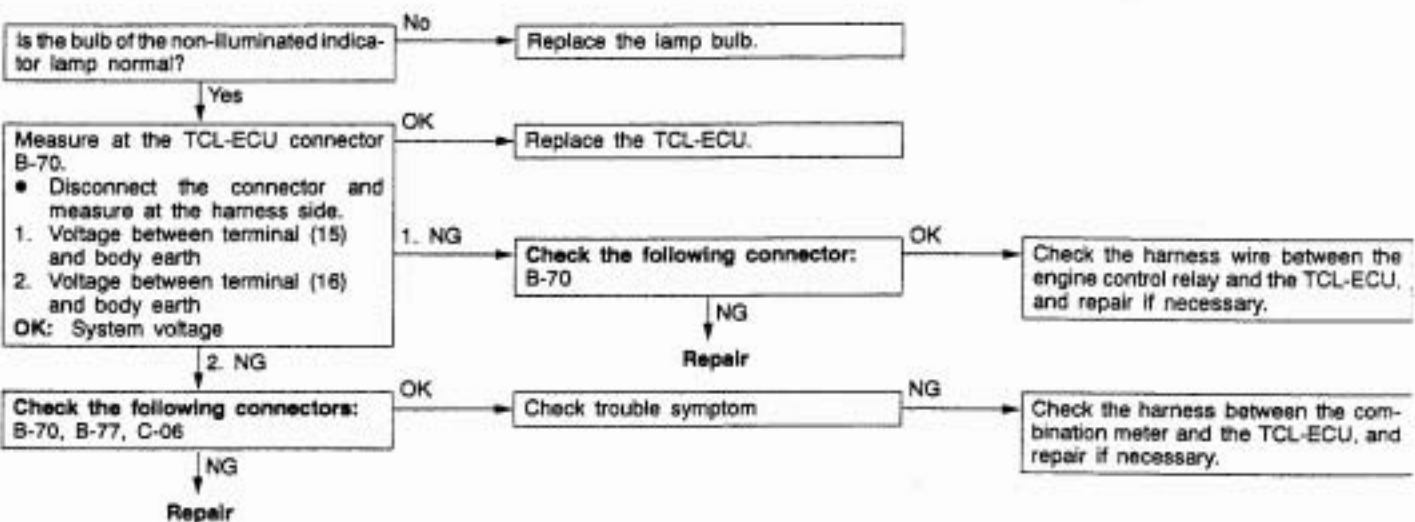 Is the bulb of the non-illuminated indica-
tor lamp normal?
No
Replace the lamp bulb.
Yes
Measure at the TCL-ECU connector
B-70.
● Disconnect the connector and
measure at the harness side.
1. Voltage between terminal (15)
and body earth
2. Voltage between terminal (16)
and body earth
OK: System voltage
OK
Replace the TCL-ECU.
1. NG
Check the following connector:
B-70
OK
Check the harness wire between the
engine control relay and the TCL-ECU,
and repair if necessary.
NG
Repair
2. NG
Check the following connectors:
B-70, B-77, C-06
OK
Check trouble symptom
NG
Check the harness between the com-
bination meter and the TCL-ECU, and
repair if necessary.
NG
Repair